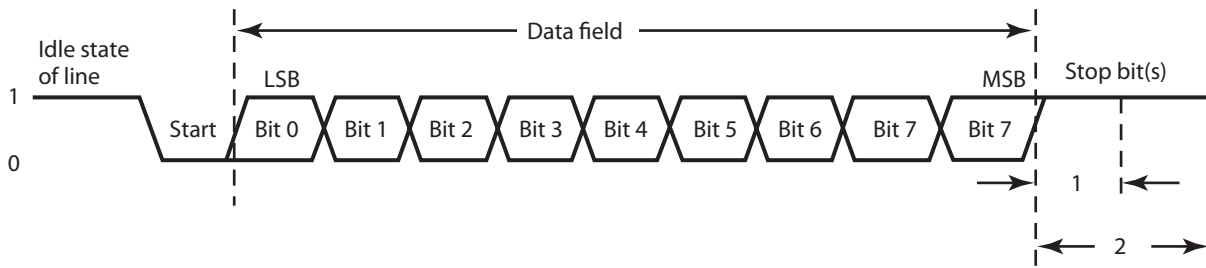 Data field
Idle state
of line
LSB
MSB
Stop bit(s)
1
Start
Bit 0
Bit 1
Bit 2
Bit 3
Bit 4
Bit 5
Bit 6
Bit 7
Bit 7
0
1
2